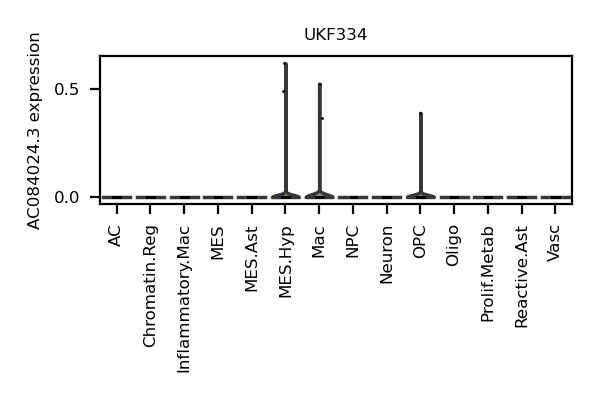 UKF334
AC084024.3 expression
0.5
0.0
AC
Chromatin.Reg
Inflammatory.Mac
MES
MES.Ast
MES.Hyp
Mac
NPC
Neuron
OPC
Oligo
Prolif.Metab
Reactive.Ast
Vasc